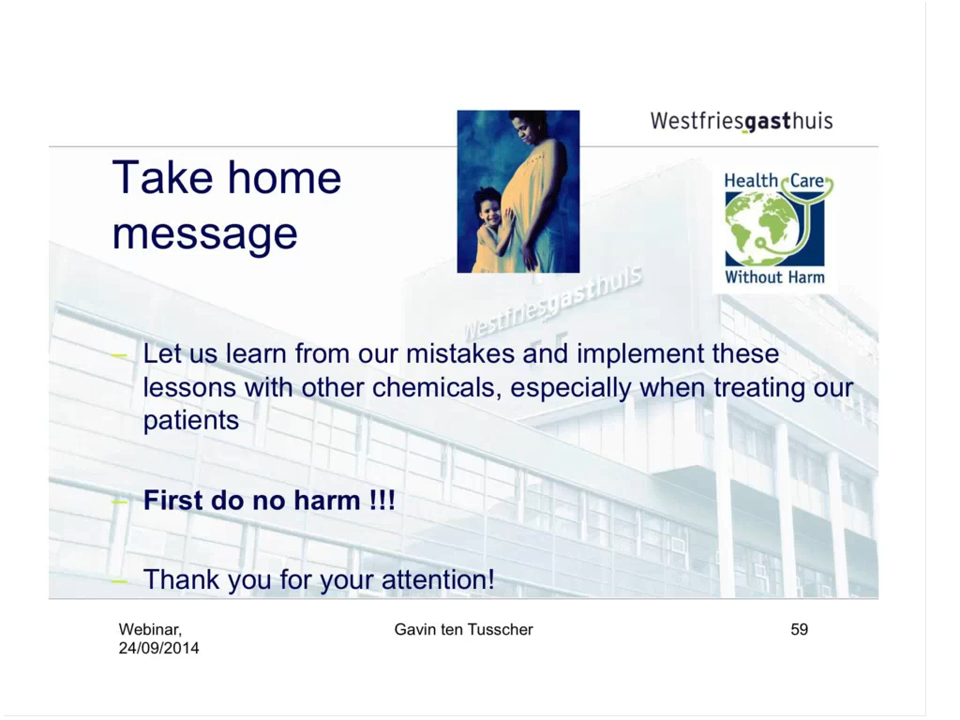 Westfriesgasthuis
Take home
message
Health Care
Without Harm
Westfriesgasthuis
– Let us learn from our mistakes and implement these
lessons with other chemicals, especially when treating our
patients
– First do no harm !!!
– Thank you for your attention!
Webinar,
24/09/2014
Gavin ten Tusscher
59